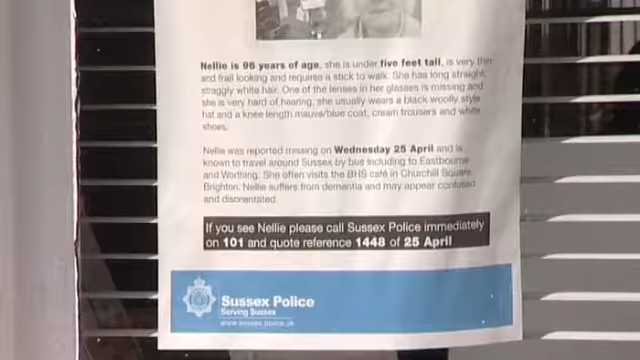 Nellie is 96 years of age, she is under five feet tall, is very thin
and frail looking and requires a stick to walk. She has long straight,
straggly white hair. One of the lenses in her glasses is missing and
she is very hard of hearing, she usually wears a black woolly style
hat and a knee length mauve/blue coat, cream trousers and white
shoes.
Nellie was reported missing on Wednesday 25 April and is
known to travel around Sussex by bus including to Eastbourne
and Worthing. She often visits the BHS café in Churchill Square,
Brighton. Nellie suffers from dementia and may appear confused
and disorientated.
If you see Nellie please call Sussex Police immediately
on 101 and quote reference 1448 of 25 April
Sussex Police
Serving Sussex
www.sussex.police.uk